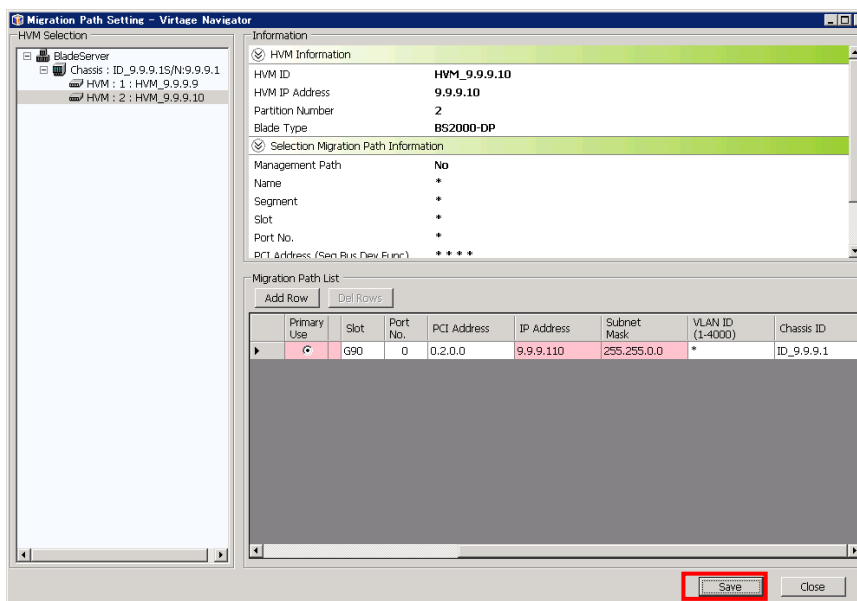 Migration Path Setting - Virtage Navigator
HVM Selection
BladeServer
Chassis : ID_9.9.9.1S/N:9.9.9.1
HVM : 1 : HVM_9.9.9.9
HVM : 2 : HVM_9.9.9.10
Information
HVM Information
HVM ID HVM_9.9.9.10
HVM IP Address 9.9.9.10
Partition Number 2
Blade Type BS2000-DP
Selection Migration Path Information
Management Path No
Name *
Segment *
Slot *
Port No. *
PCI Address (Seg Bus Dev Func) * * * *
Migration Path List
Add Row Del Rows
Primary Use Slot Port No. PCI Address IP Address Subnet Mask VLAN ID (1-4000) Chassis ID
G90 0 0.2.0.0 9.9.9.110 255.255.0.0 * ID_9.9.9.1
Save Close